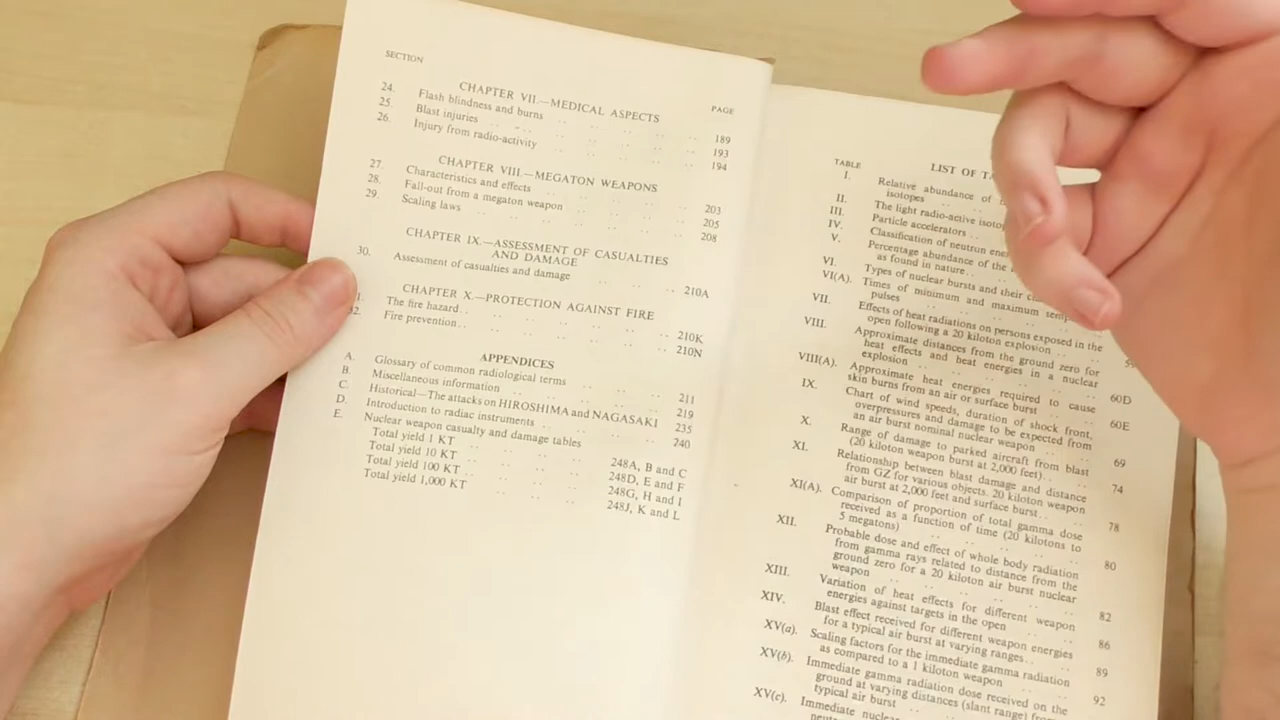 SECTION
PAGE
CHAPTER VII.—MEDICAL ASPECTS
24. Flash blindness and burns .. .. .. .. .. 189
25. Blast injuries .. .. .. .. .. 193
26. Injury from radio-activity .. .. .. .. 194
CHAPTER VIII.—MEGATON WEAPONS
27. Characteristics and effects .. .. .. .. 203
28. Fall-out from a megaton weapon .. .. .. .. 205
29. Scaling laws .. .. .. .. .. 208
CHAPTER IX.—ASSESSMENT OF CASUALTIES
AND DAMAGE
30. Assessment of casualties and damage .. .. .. 210A
CHAPTER X.—PROTECTION AGAINST FIRE
1. The fire hazard .. .. .. .. .. 210K
32. Fire prevention .. .. .. .. .. 210N
APPENDICES
A. Glossary of common radiological terms .. .. .. 211
B. Miscellaneous information .. .. .. .. 219
C. Historical—The attacks on HIROSHIMA and NAGASAKI 235
D. Introduction to radiac instruments .. .. .. 240
E. Nuclear weapon casualty and damage tables
Total yield 1 KT .. .. .. 248A, B and C
Total yield 10 KT .. .. .. 248D, E and F
Total yield 100 KT .. .. .. 248G, H and I
Total yield 1,000 KT .. .. .. 248J, K and L
TABLE
LIST OF
I. Relative abundance of
isotopes ..
II. The light radio-active
III. Particle accelerators ..
IV. Classification of neutron
V. Percentage abundance of the
as found in nature ..
VI. Types of nuclear bursts and their
VI(A). Times of minimum and maximum
pulses
VII. Effects of heat radiations on persons exposed in the
open following a 20 kiloton explosion ..
VIII. Approximate distances from the ground zero for
heat effects and heat energies in a nuclear
explosion
VIII(A). Approximate heat energies required to cause
skin burns from an air or surface burst .. 60D
IX. Chart of wind speeds, duration of shock front,
overpressures and damage to be expected from
an air burst nominal nuclear weapon .. 60E
X. Range of damage to parked aircraft from blast
(20 kiloton weapon burst at 2,000 feet) .. 69
XI. Relationship between blast damage and distance
from GZ for various objects. 20 kiloton weapon
air burst at 2,000 feet and surface burst .. 74
XI(A). Comparison of proportion of total gamma dose
received as a function of time (20 kilotons to
5 megatons) .. .. .. 78
XII. Probable dose and effect of whole body radiation
from gamma rays related to distance from the
ground zero for a 20 kiloton air burst nuclear
weapon .. .. .. 80
XIII. Variation of heat effects for different weapon
energies against targets in the open .. 82
XIV. Blast effect received for different weapon energies
for a typical air burst at varying ranges .. 86
XV(a). Scaling factors for the immediate gamma radiation
as compared to a 1 kiloton weapon .. 89
XV(b). Immediate gamma radiation dose received on the
ground at varying distances (slant range)
typical air burst .. 92
XV(c). Immediate